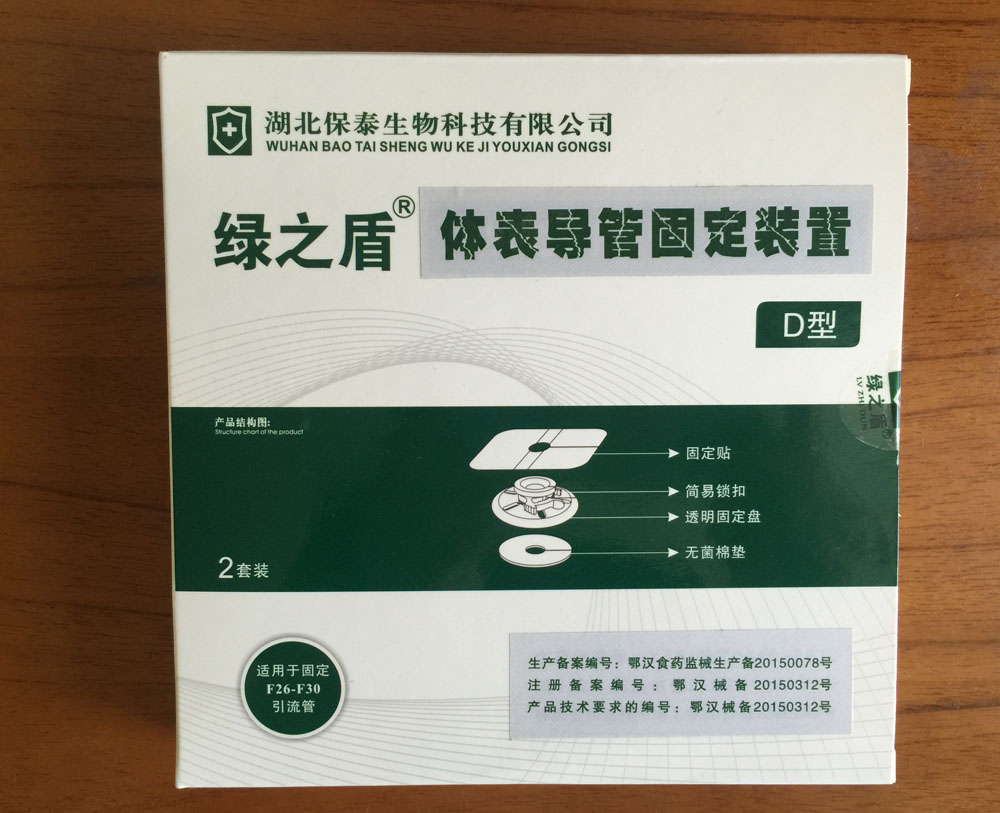 湖北保泰生物科技有限公司
WUHAN BAO TAI SHENG WU KE JI YOUXIAN GONGSI
绿之盾® 体表导管固定装置
D型
绿之盾®
LV ZHI DUN
产品结构图:
Structure chart of the product
固定贴
简易锁扣
透明固定盘
无菌棉垫
2套装
适用于固定
F26-F30
引流管
生产备案编号：鄂汉食药监械生产备20150078号
注册备案编号：鄂汉械备20150312号
产品技术要求的编号：鄂汉械备20150312号